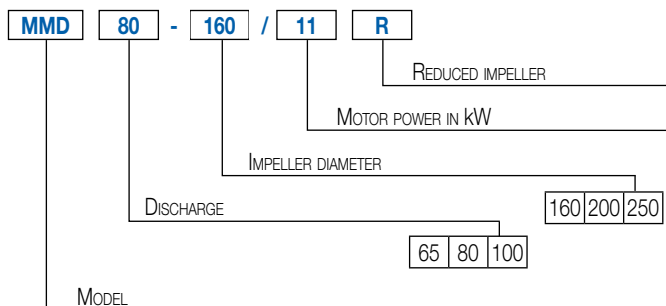 MMD 80 - 160 / 11 R
REDUCED IMPELLER
MOTOR POWER IN KW
IMPELLER DIAMETER
160 200 250
DISCHARGE
65 80 100
MODEL